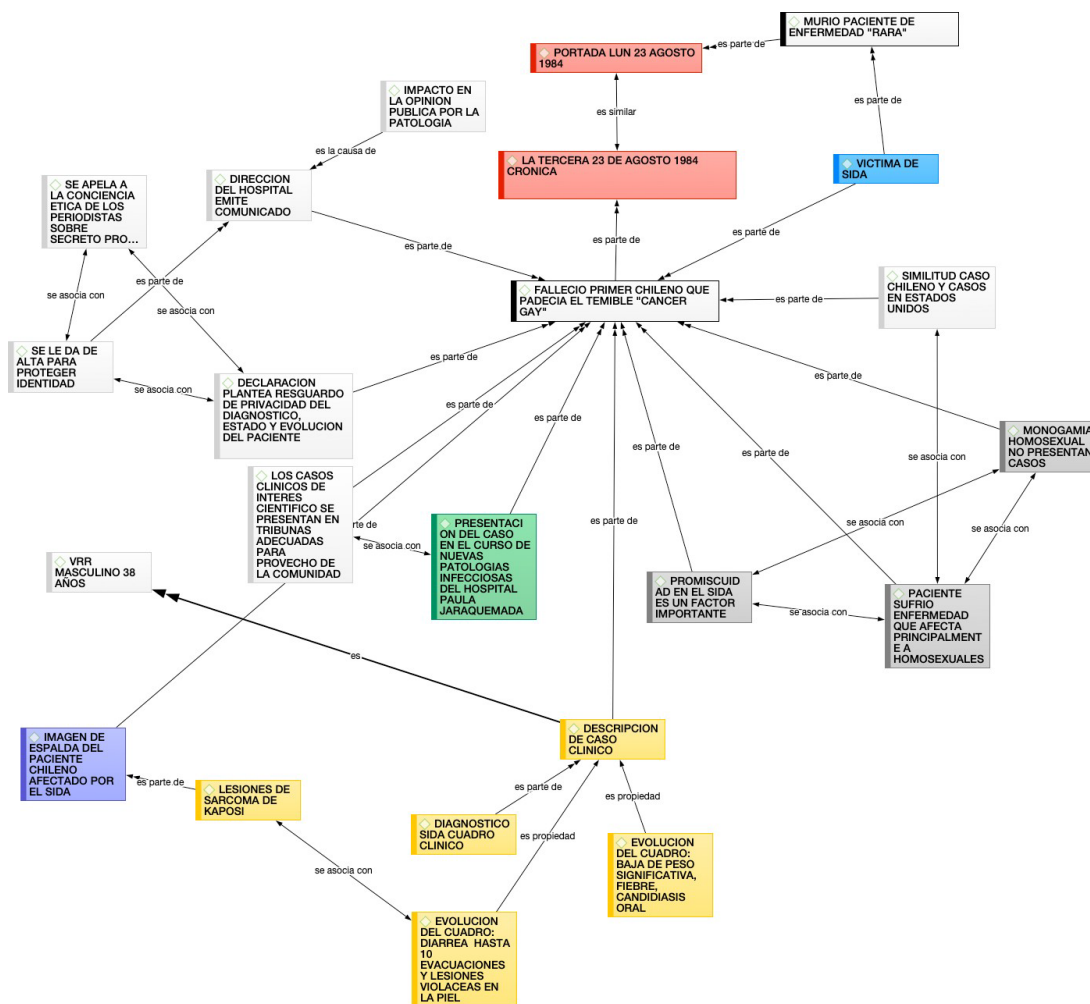 MURIO PACIENTE DE
ENFERMEDAD "RARA"
es parte de
PORTADA LUN 23 AGOSTO
1984
IMPACTO EN
LA OPINION
PUBLICA POR LA
PATOLOGIA
es parte de
es similar
es la causa de
LA TERCERA 23 DE AGOSTO 1984
CRONICA
VICTIMA DE
SIDA
DIRECCION
DEL HOSPITAL
EMITE
COMUNICADO
SE APELA A
LA CONCIENCIA
ETICA DE LOS
PERIODISTAS
SOBRE
SECRETO PRO...
es parte de
es parte de
es parte de
es parte de
se asocia con
se asocia con
FALLECIO PRIMER CHILENO QUE
PADECIA EL TEMIBLE "CANCER
GAY"
es parte de
SIMILITUD CASO
CHILENO Y CASOS
EN ESTADOS
UNIDOS
SE LE DA DE
ALTA PARA
PROTEGER
IDENTIDAD
se asocia con
DECLARACION
PLANTEA RESGUARDO
DE PRIVACIDAD DEL
DIAGNOSTICO,
ESTADO Y EVOLUCION
DEL PACIENTE
es parte de
es parte de
es parte de
es parte de
es parte de
es parte de
se asocia con
MONOGAMIA
HOMOSEXUAL
NO PRESENTAN
CASOS
LOS CASOS
CLINICOS DE
INTERES
CIENTIFICO SE
PRESENTAN EN
TRIBUNAS
ADECUADAS
PARA
PROVECHO DE
LA COMUNIDAD
rte de
se asocia con
PRESENTACI
ON DEL CASO
EN EL CURSO DE
NUEVAS
PATOLOGIAS
INFECCIOSAS
DEL HOSPITAL
PAULA
JARAQUEMADA
es parte de
se asocia con
se asocia con
VRR
MASCULINO 38
AÑOS
PROMISCUID
AD EN EL SIDA
ES UN FACTOR
IMPORTANTE
se asocia con
PACIENTE
SUFRIO
ENFERMEDAD
QUE AFECTA
PRINCIPALMENT
E A
HOMOSEXUALES
es
IMAGEN DE
ESPALDA DEL
PACIENTE
CHILENO
AFECTADO POR
EL SIDA
DESCRIPCION
DE CASO
CLINICO
es parte de
LESIONES DE
SARCOMA DE
KAPOSI
es parte de
es propiedad
es propiedad
DIAGNOSTICO
SIDA CUADRO
CLINICO
EVOLUCION
DEL CUADRO:
BAJA DE PESO
SIGNIFICATIVA,
FIEBRE,
CANDIDIASIS
ORAL
se asocia con
EVOLUCION
DEL CUADRO:
DIARREA HASTA
10
EVACUACIONES
Y LESIONES
VIOLACEAS EN
LA PIEL